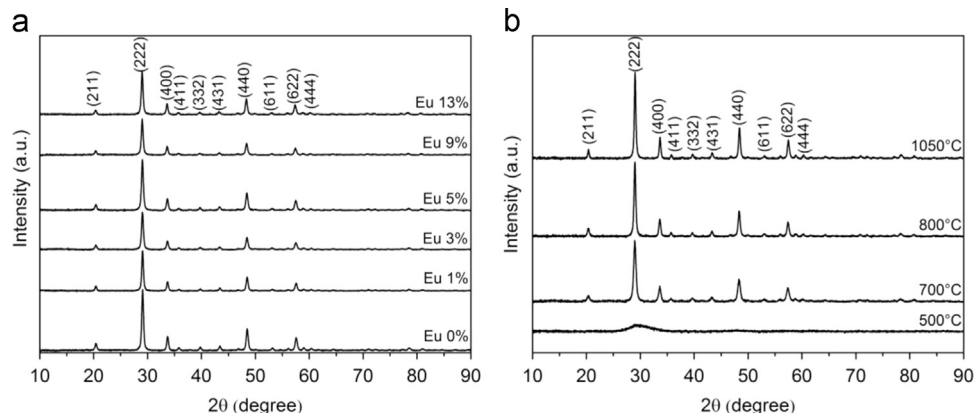 a
(211)
(222)
(400)
(411)
(332)
(431)
(440)
(611)
(622)
(444)
Eu 13%
Eu 9%
Eu 5%
Eu 3%
Eu 1%
Eu 0%
Intensity (a.u.)
10 20 30 40 50 60 70 80 90
2θ (degree)
b
(211)
(222)
(400)
(411)
(332)
(431)
(440)
(611)
(622)
(444)
1050°C
800°C
700°C
500°C
Intensity (a.u.)
10 20 30 40 50 60 70 80 90
2θ (degree)